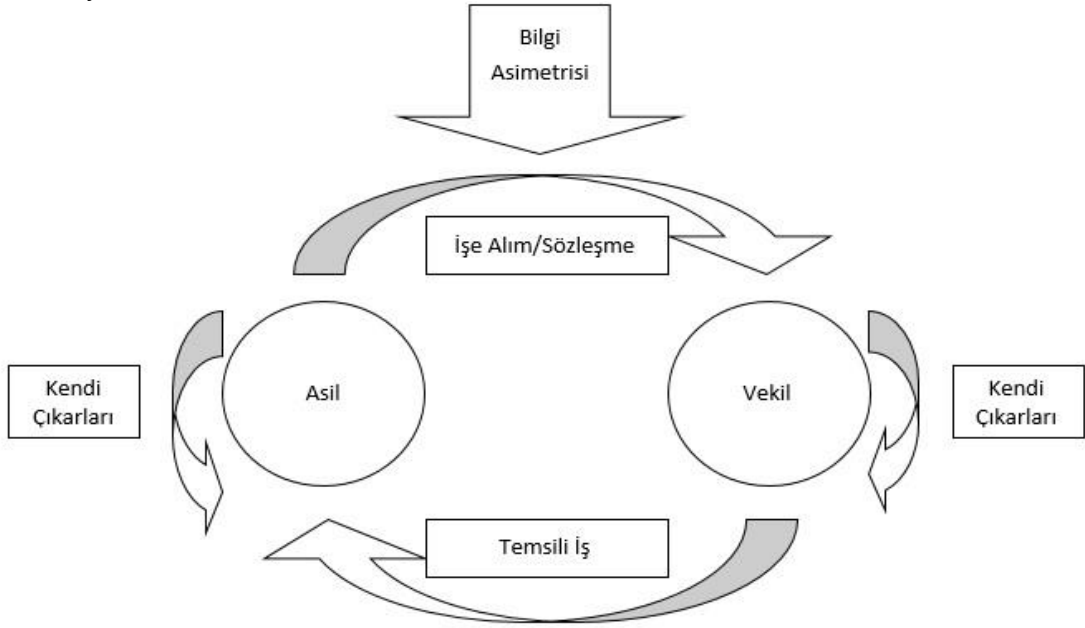 Bilgi
Asimetrisi
İşe Alım/Sözleşme
Asil
Vekil
Kendi
Çıkarları
Kendi
Çıkarları
Temsili İş